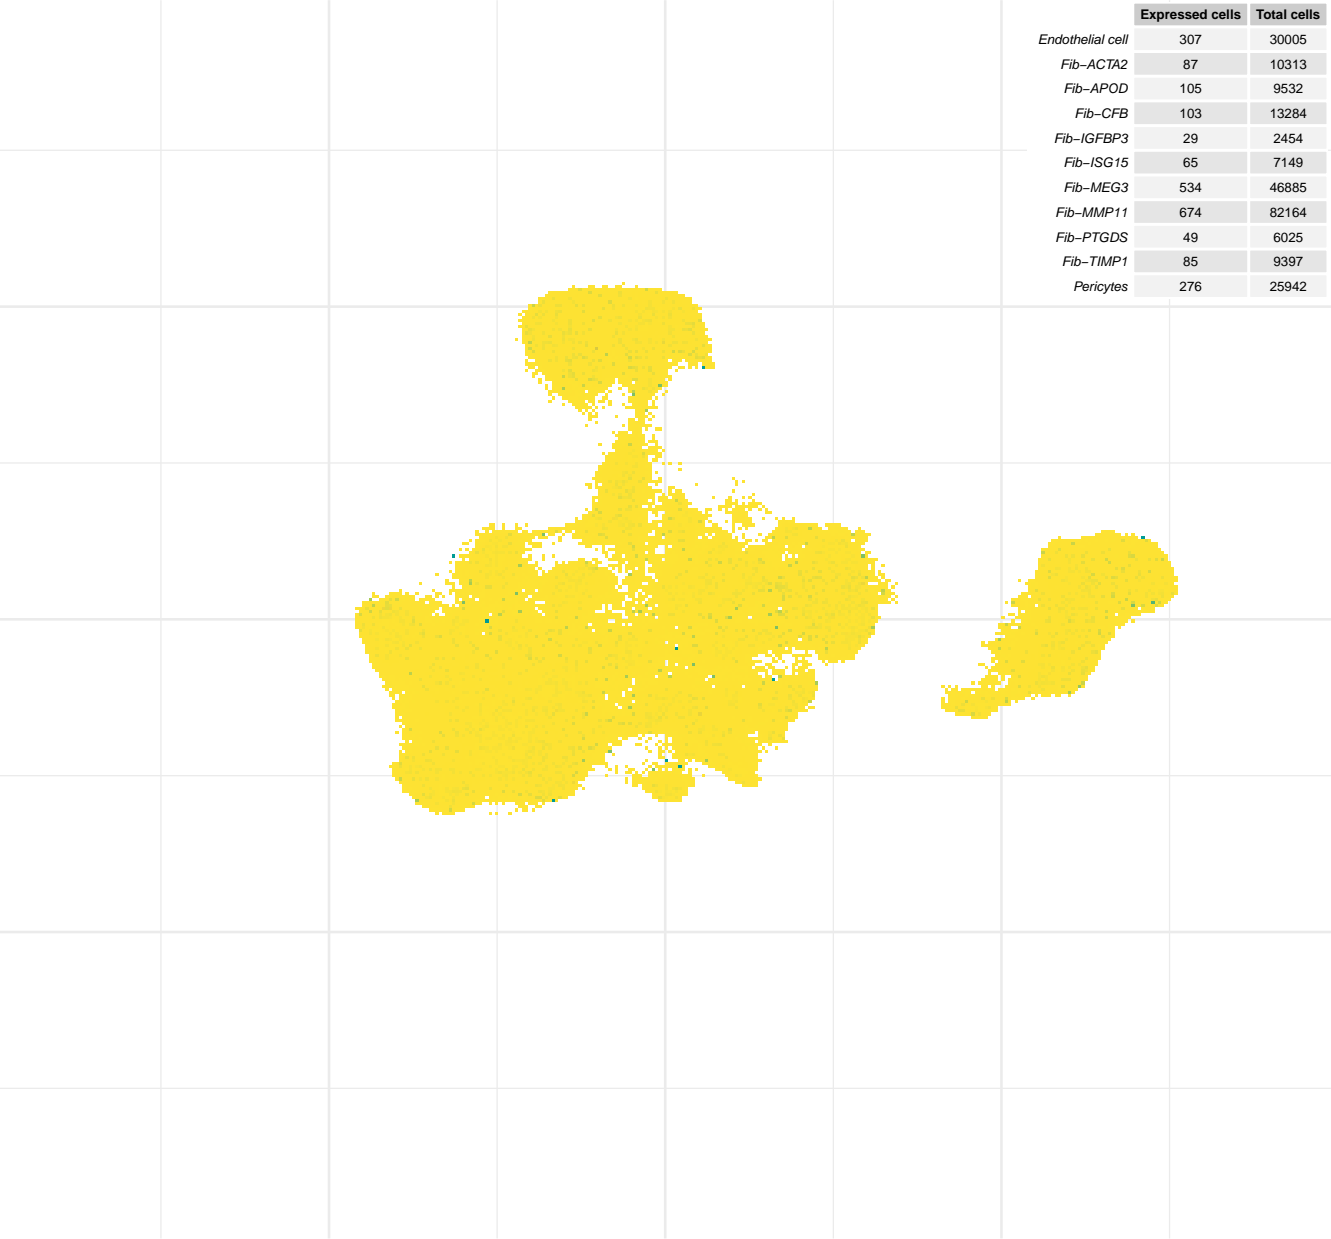 Expressed cells Total cells
Endothelial cell 307 30005
Fib−ACTA2 87 10313
Fib−APOD 105 9532
Fib−CFB 103 13284
Fib−IGFBP3 29 2454
Fib−ISG15 65 7149
Fib−MEG3 534 46885
Fib−MMP11 674 82164
Fib−PTGDS 49 6025
Fib−TIMP1 85 9397
Pericytes 276 25942